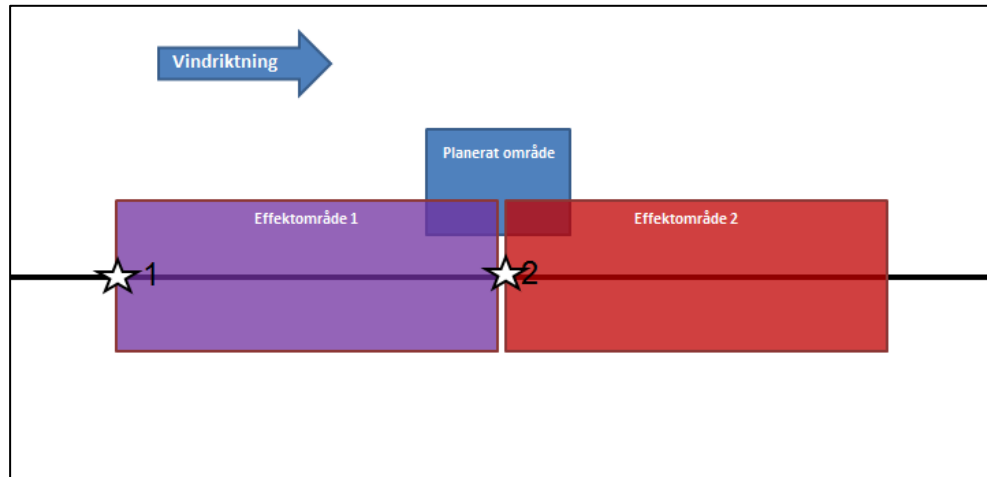 Vindriktning
Planerat område
Effektområde 1
Effektområde 2
1
2